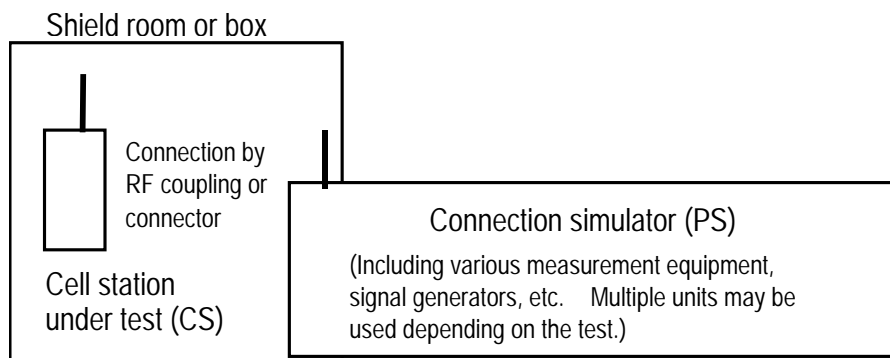 Shield room or box
Connection by
RF coupling or
connector
Cell station
under test (CS)
Connection simulator (PS)
(Including various measurement equipment,
signal generators, etc. Multiple units may be
used depending on the test.)